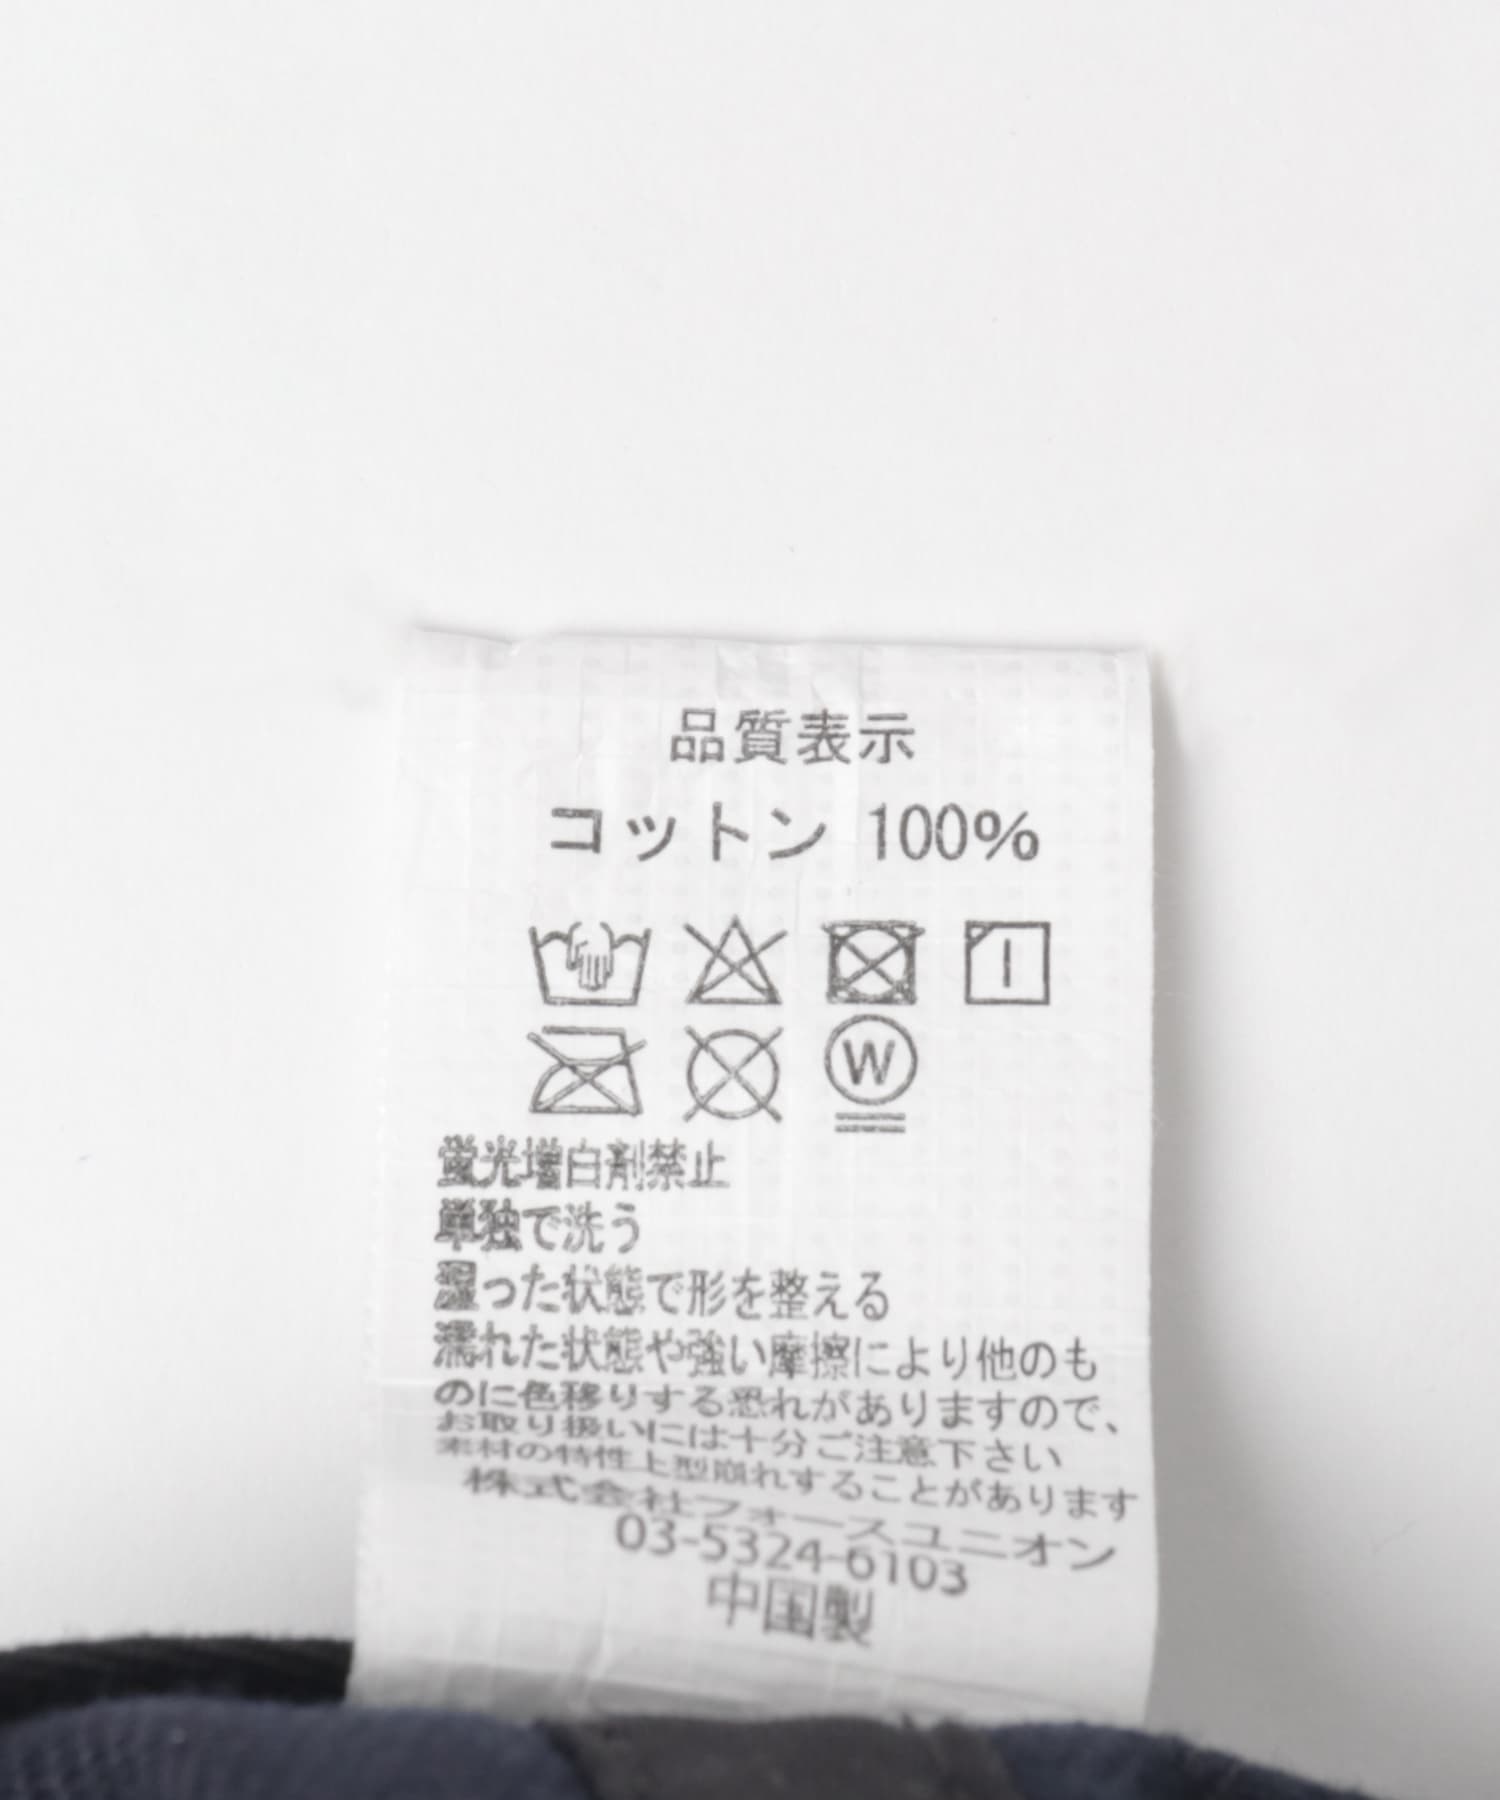 品質表示
コットン 100%
W
蛍光増白剤禁止
単独で洗う
湿った状態で形を整える
濡れた状態や強い摩擦により他のも
のに色移りする恐れがありますので、
お取り扱いには十分ご注意下さい
素材の特性上型崩れすることがあります
株式会社フォースユニオン
03-5324-6103
中国製